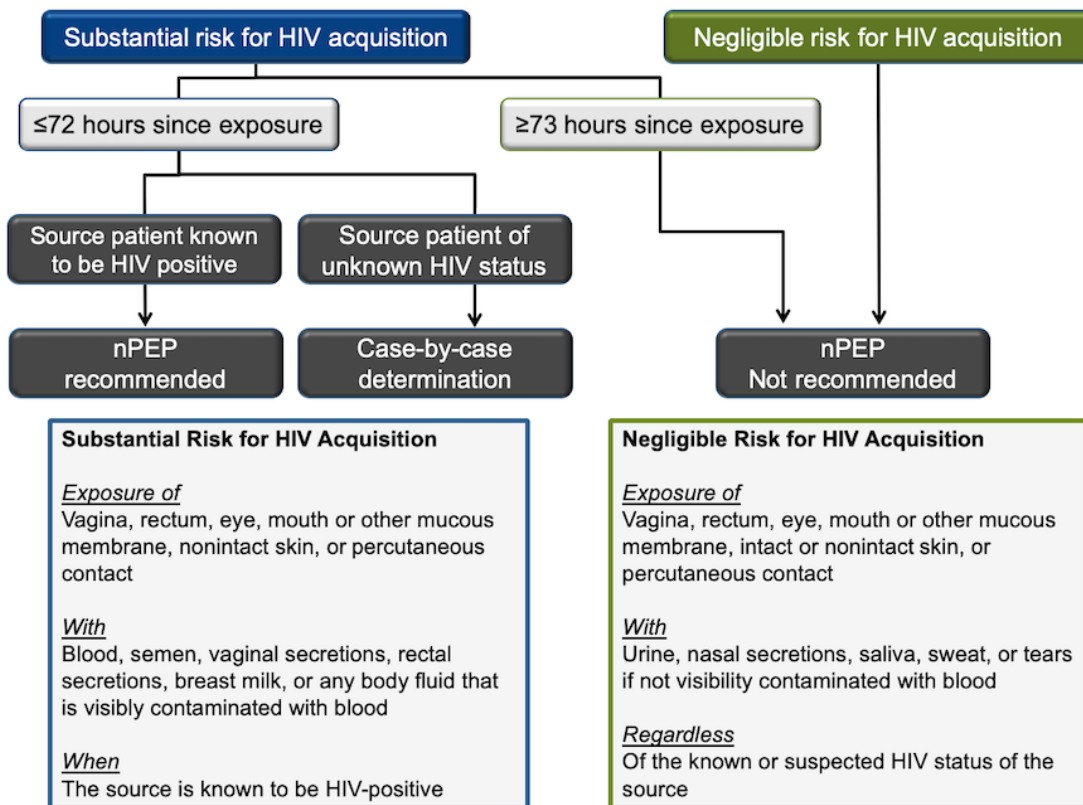 Substantial risk for HIV acquisition
Negligible risk for HIV acquisition
≤72 hours since exposure
≥73 hours since exposure
Source patient known
to be HIV positive
Source patient of
unknown HIV status
nPEP
recommended
Case-by-case
determination
nPEP
Not recommended
Substantial Risk for HIV Acquisition
Exposure of
Vagina, rectum, eye, mouth or other mucous
membrane, nonintact skin, or percutaneous
contact
With
Blood, semen, vaginal secretions, rectal
secretions, breast milk, or any body fluid that
is visibly contaminated with blood
When
The source is known to be HIV-positive
Negligible Risk for HIV Acquisition
Exposure of
Vagina, rectum, eye, mouth or other mucous
membrane, intact or nonintact skin, or
percutaneous contact
With
Urine, nasal secretions, saliva, sweat, or tears
if not visibility contaminated with blood
Regardless
Of the known or suspected HIV status of the
source